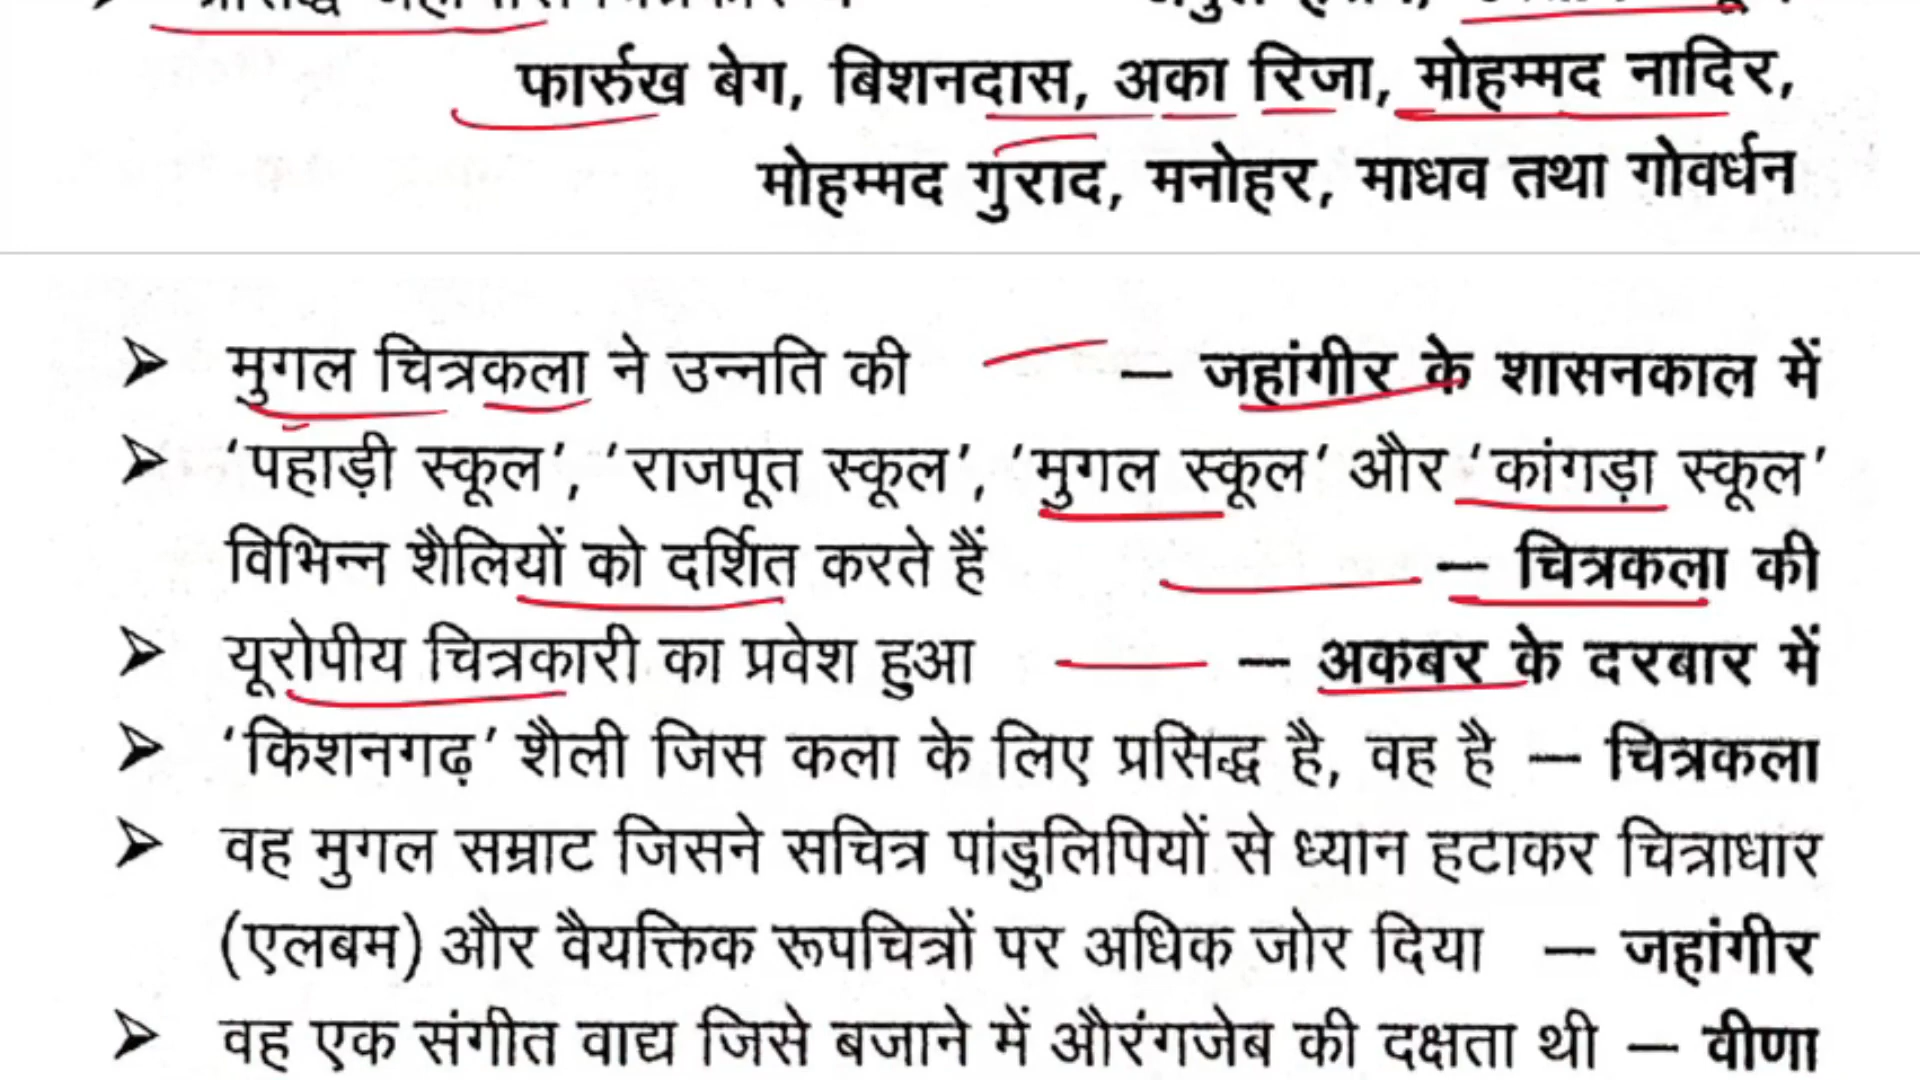 फार्रुख बेग, बिशनदास, अका रिजा, मोहम्मद नादिर,
मोहम्मद गुराद, मनोहर, माधव तथा गोवर्धन
➤ मुगल चित्रकला ने उन्नति की — जहांगीर के शासनकाल में
➤ ‘पहाड़ी स्कूल’, ‘राजपूत स्कूल’, ‘मुगल स्कूल’ और ‘कांगड़ा स्कूल’
विभिन्न शैलियों को दर्शित करते हैं — चित्रकला की
➤ यूरोपीय चित्रकारी का प्रवेश हुआ — अकबर के दरबार में
➤ ‘किशनगढ़’ शैली जिस कला के लिए प्रसिद्ध है, वह है — चित्रकला
➤ वह मुगल सम्राट जिसने सचित्र पांडुलिपियों से ध्यान हटाकर चित्राधार
(एलबम) और वैयक्तिक रूपचित्रों पर अधिक जोर दिया — जहांगीर
➤ वह एक संगीत वाद्य जिसे बजाने में औरंगजेब की दक्षता थी — वीणा